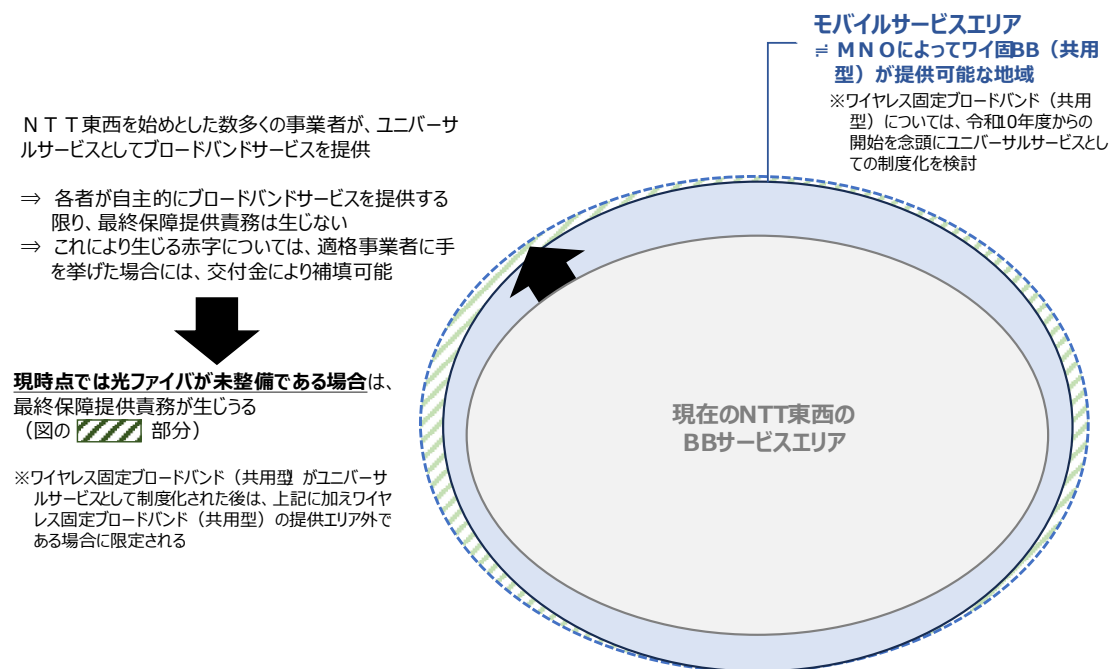 モバイルサービスエリア
≓ ＭＮＯによってワイ固BB（共用
型）が提供可能な地域
※ワイヤレス固定ブロードバンド（共用
型）については、令和10年度からの
開始を念頭にユニバーサルサービスとし
ての制度化を検討
ＮＴＴ東西を始めとした数多くの事業者が、ユニバーサ
ルサービスとしてブロードバンドサービスを提供
⇒ 各者が自主的にブロードバンドサービスを提供する
限り、最終保障提供責務は生じない
⇒ これにより生じる赤字については、適格事業者に手
を挙げた場合には、交付金により補填可能
現時点では光ファイバが未整備である場合は、
最終保障提供責務が生じうる
（図の 部分）
※ワイヤレス固定ブロードバンド（共用型）がユニバーサ
ルサービスとして制度化された後は、上記に加えワイヤ
レス固定ブロードバンド（共用型）の提供エリア外で
ある場合に限定される
現在のNTT東西の
BBサービスエリア